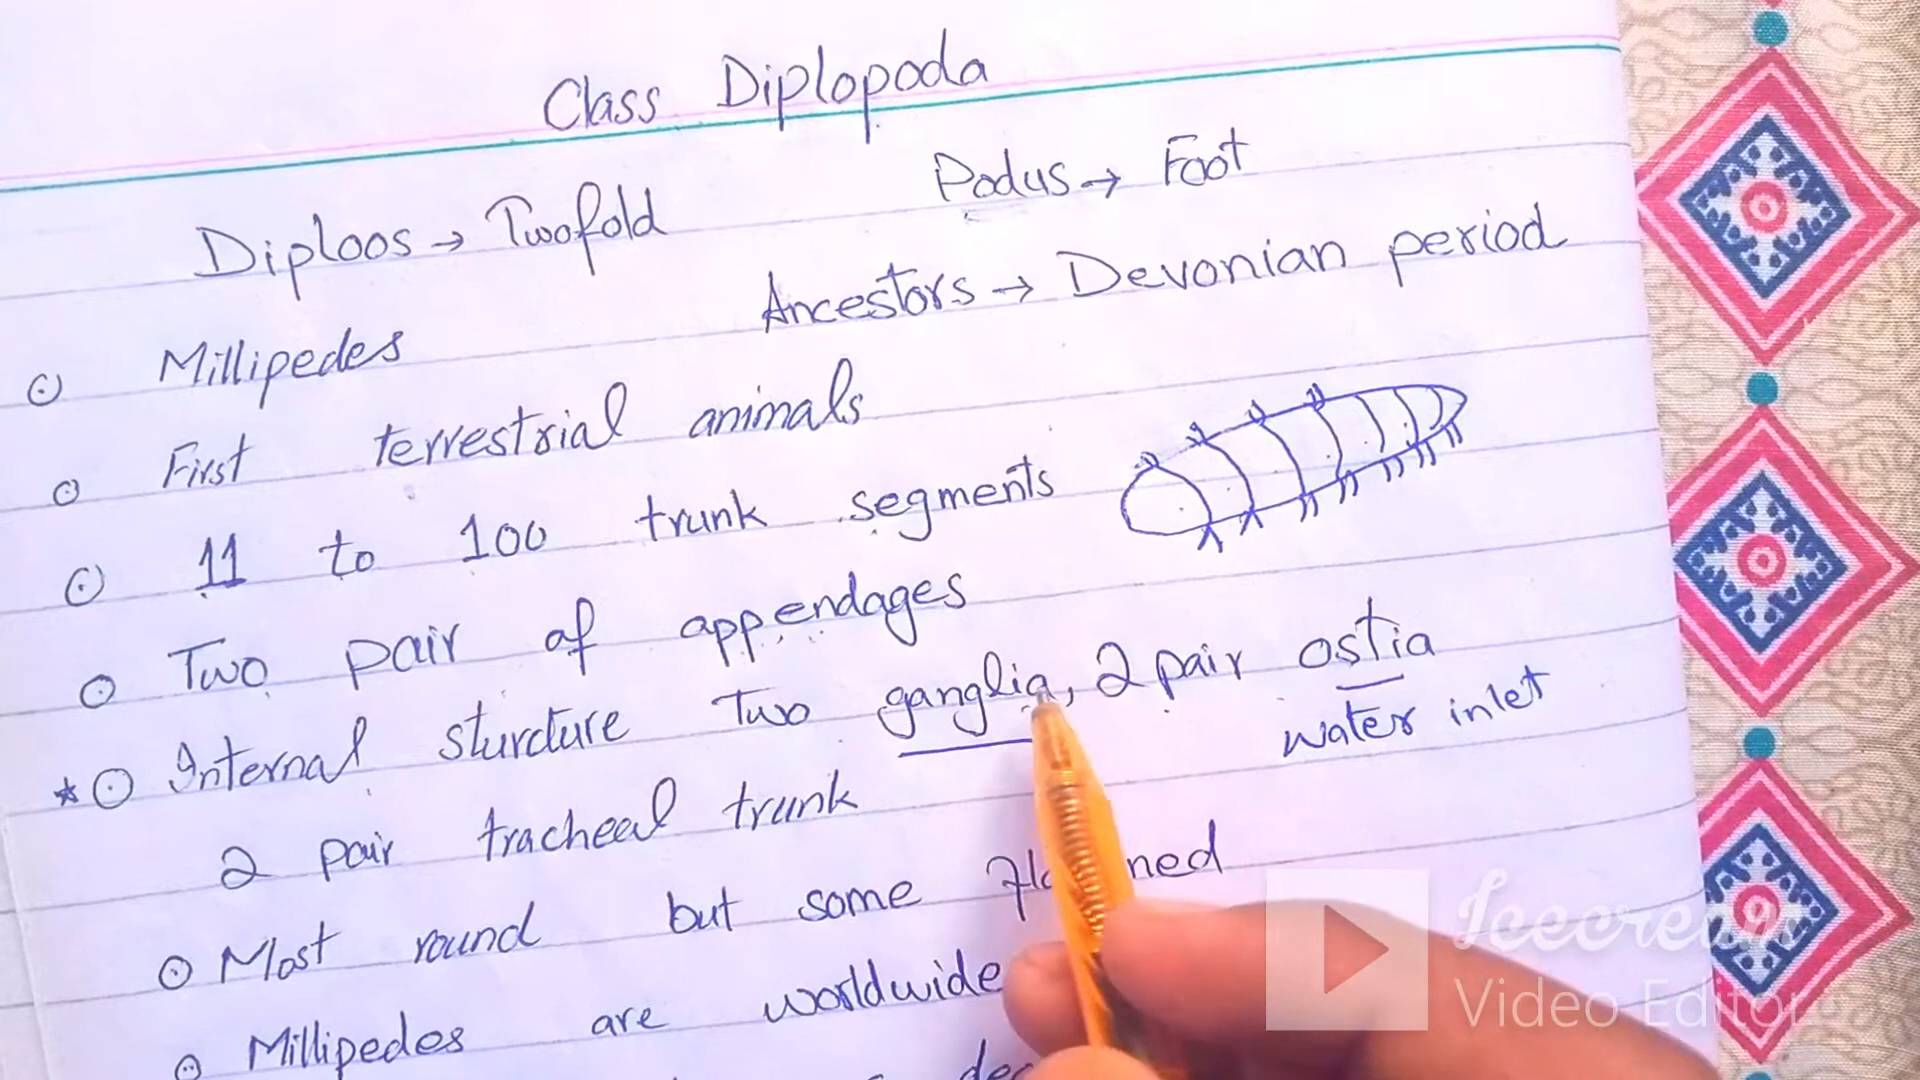 Class Diplopoda
Diploos → Twofold Podus → Foot
Ancestors → Devonian period
Millipedes
First terrestrial animals
11 to 100 trunk segments
Two pair of appendages
Internal sturcture Two ganglia, 2 pair ostia
water inlet
2 pair tracheal trunk
Most round but some
Millipedes are worldwide
Icecream
Video Editor